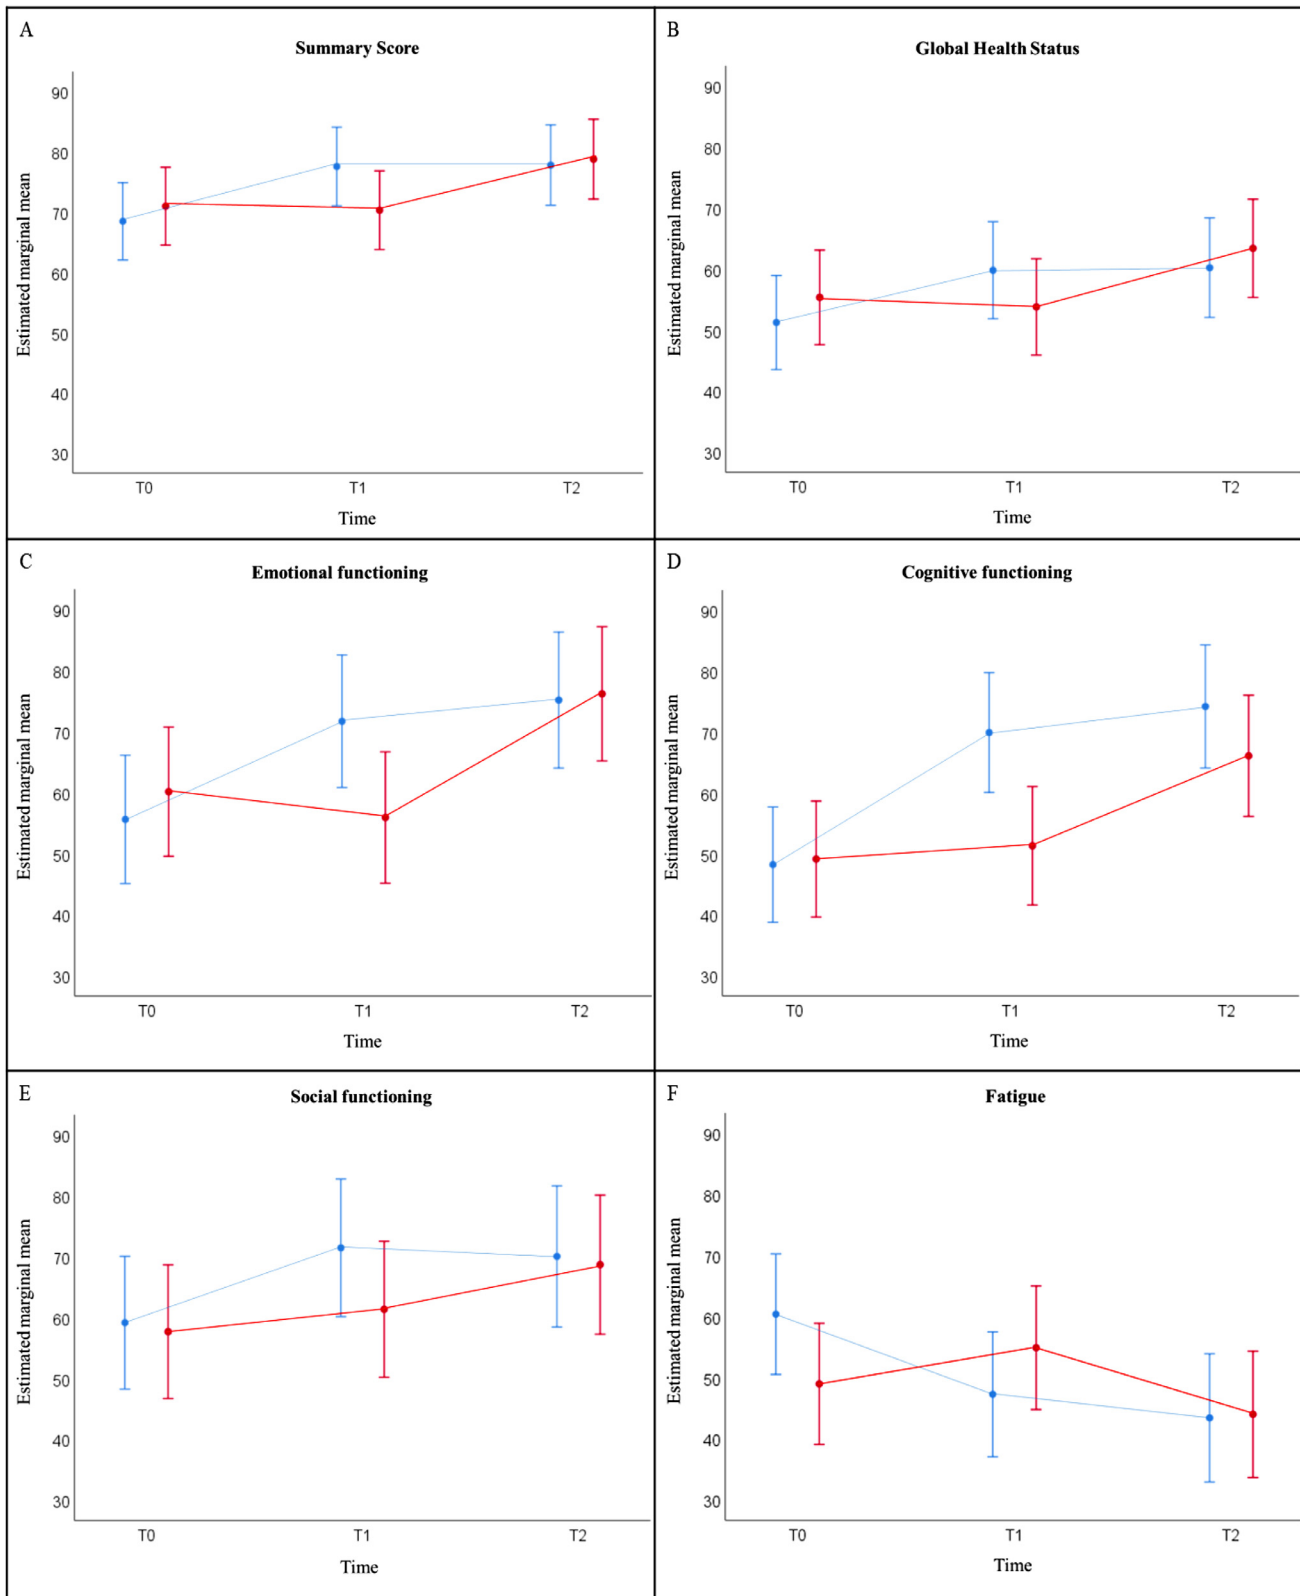 A
Summary Score
Estimated marginal mean
90
80
70
60
50
40
30
T0 T1 T2
Time
B
Global Health Status
Estimated marginal mean
90
80
70
60
50
40
30
T0 T1 T2
Time
C
Emotional functioning
Estimated marginal mean
90
80
70
60
50
40
30
T0 T1 T2
Time
D
Cognitive functioning
Estimated marginal mean
90
80
70
60
50
40
30
T0 T1 T2
Time
E
Social functioning
Estimated marginal mean
90
80
70
60
50
40
30
T0 T1 T2
Time
F
Fatigue
Estimated marginal mean
90
80
70
60
50
40
30
T0 T1 T2
Time